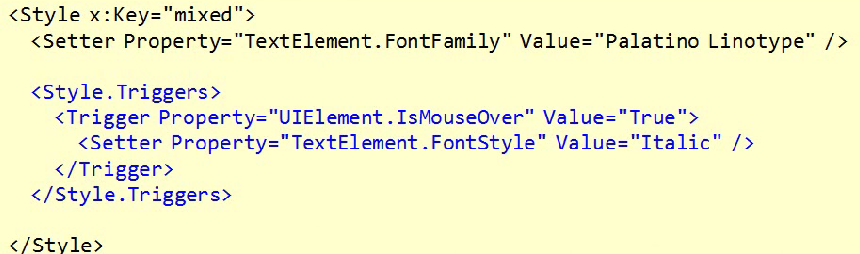 <Style x:Key="mixed">
<Setter Property="TextElement.FontFamily" Value="Palatino Linotype" />
<Style.Triggers>
<Trigger Property="UIElement.IsMouseOver" Value="True">
<Setter Property="TextElement.FontStyle" Value="Italic" />
</Trigger>
</Style.Triggers>
</Style>